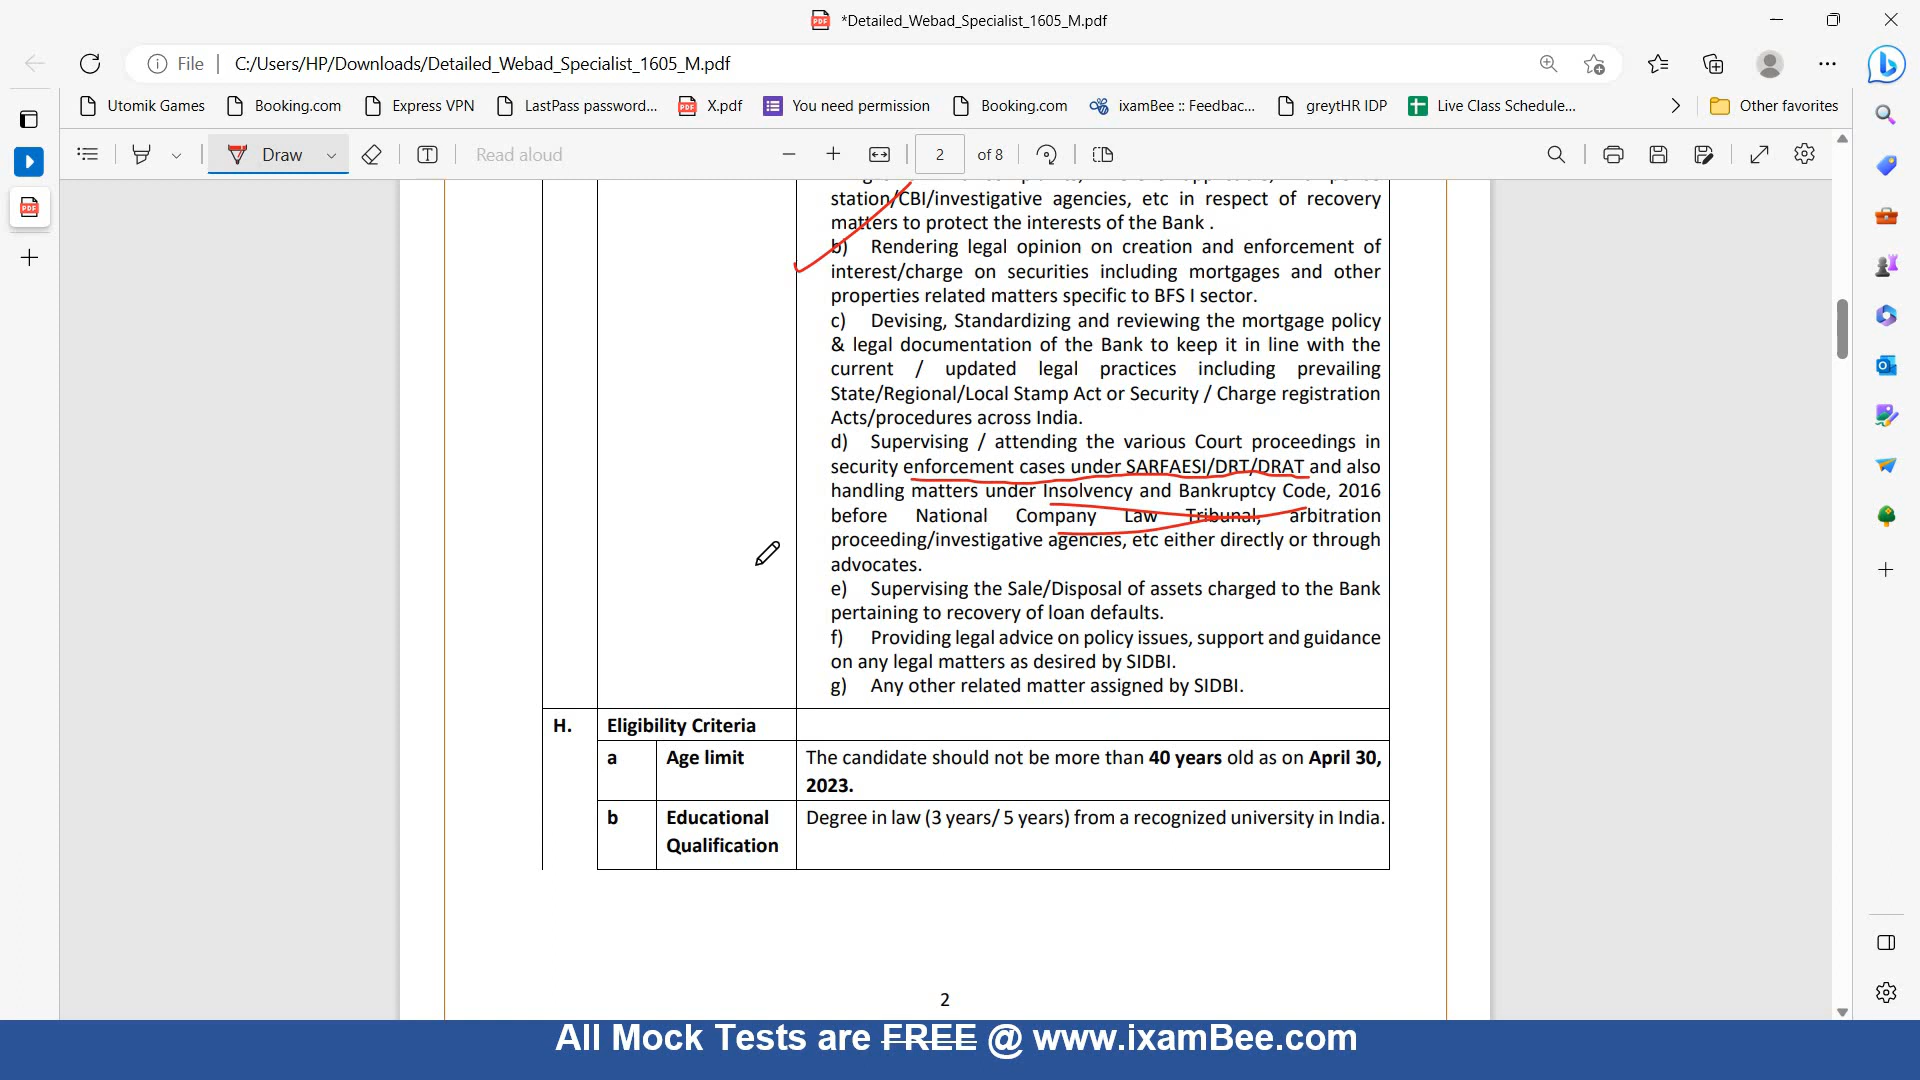 *Detailed_Webad_Specialist_1605_M.pdf
File C:/Users/HP/Downloads/Detailed_Webad_Specialist_1605_M.pdf
Utomik Games Booking.com Express VPN LastPass password... X.pdf You need permission Booking.com ixamBee :: Feedbac... greytHR IDP Live Class Schedule... Other favorites
Draw Read aloud 2 of 8
station/CBI/investigative agencies, etc in respect of recovery
matters to protect the interests of the Bank .
b) Rendering legal opinion on creation and enforcement of
interest/charge on securities including mortgages and other
properties related matters specific to BFS I sector.
c) Devising, Standardizing and reviewing the mortgage policy
& legal documentation of the Bank to keep it in line with the
current / updated legal practices including prevailing
State/Regional/Local Stamp Act or Security / Charge registration
Acts/procedures across India.
d) Supervising / attending the various Court proceedings in
security enforcement cases under SARFAESI/DRT/DRAT and also
handling matters under Insolvency and Bankruptcy Code, 2016
before National Company Law Tribunal, arbitration
proceeding/investigative agencies, etc either directly or through
advocates.
e) Supervising the Sale/Disposal of assets charged to the Bank
pertaining to recovery of loan defaults.
f) Providing legal advice on policy issues, support and guidance
on any legal matters as desired by SIDBI.
g) Any other related matter assigned by SIDBI.
H. Eligibility Criteria
a Age limit The candidate should not be more than 40 years old as on April 30,
2023.
b Educational Degree in law (3 years/ 5 years) from a recognized university in India.
Qualification
2
All Mock Tests are FREE @ www.ixamBee.com